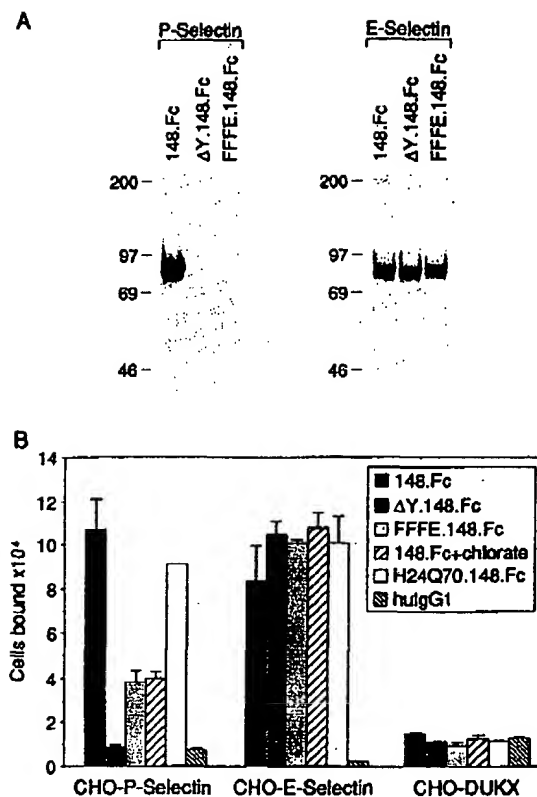 A
P-Selectin
E-Selectin
148.Fc
ΔY.148.Fc
FFFE.148.Fc
148.Fc
ΔY.148.Fc
FFFE.148.Fc
200
97
69
46
200
97
69
46
B
14
12
10
8
6
4
2
0
Cells bound x10⁴
148.Fc
ΔY.148.Fc
FFFE.148.Fc
148.Fc+chlorate
H24Q70.148.Fc
huIgG1
CHO-P-Selectin
CHO-E-Selectin
CHO-DUKX